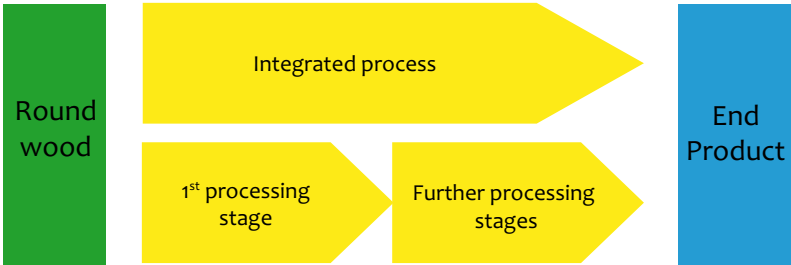 Round
wood
Integrated process
1st processing
stage
Further processing
stages
End
Product